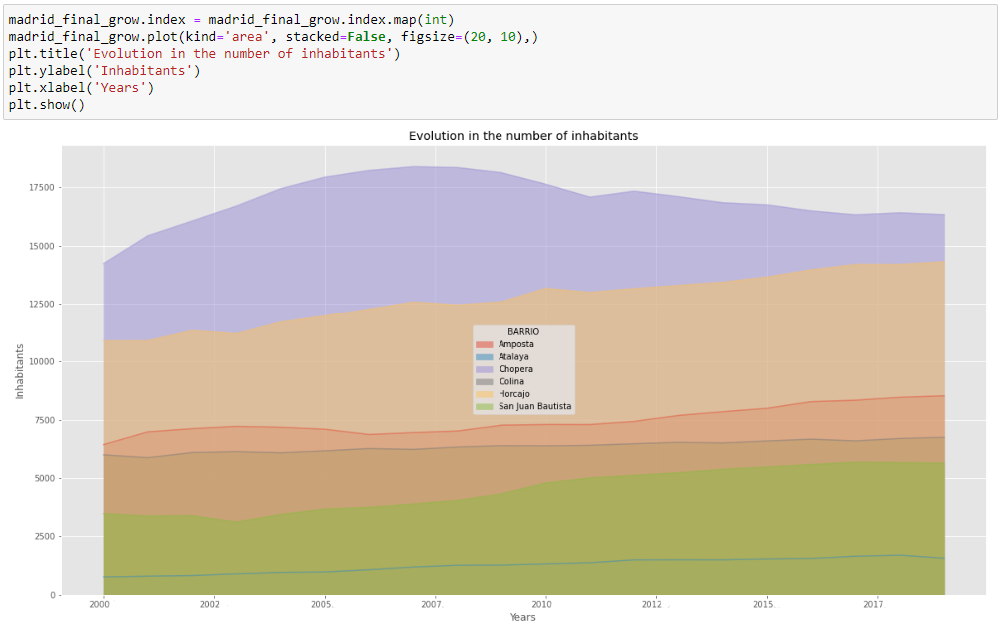 madrid_final_grow.index = madrid_final_grow.index.map(int)
madrid_final_grow.plot(kind='area', stacked=False, figsize=(20, 10),)
plt.title('Evolution in the number of inhabitants')
plt.ylabel('Inhabitants')
plt.xlabel('Years')
plt.show()
Evolution in the number of inhabitants
17500
15000
12500
10000
7500
5000
2500
0
Inhabitants
BARRIO
Amposta
Atalaya
Chopera
Colina
Horcajo
San Juan Bautista
2000 2002 2005 2007 2010 2012 2015 2017
Years